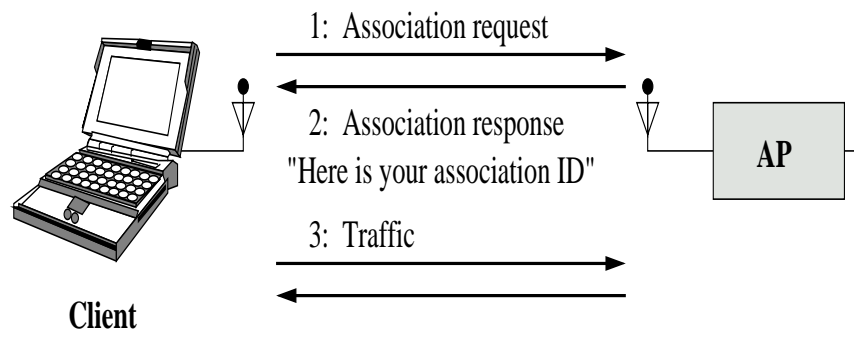 1: Association request
2: Association response
"Here is your association ID"
AP
3: Traffic
Client